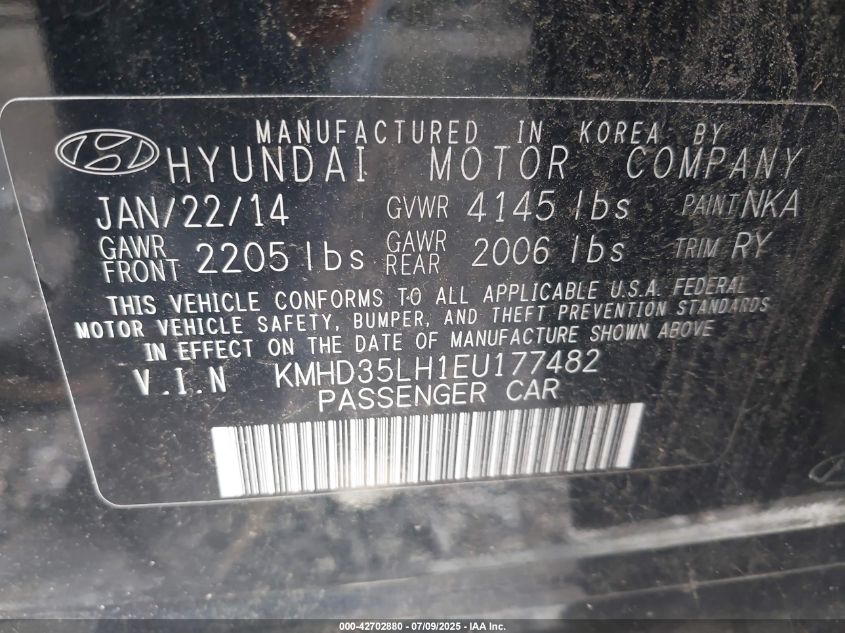 MANUFACTURED IN KOREA BY
HYUNDAI MOTOR COMPANY
JAN/22/14 GVWR 4145 lbs PAINT NKA
GAWR FRONT 2205 lbs GAWR REAR 2006 lbs TRIM RY
THIS VEHICLE CONFORMS TO ALL APPLICABLE U.S.A. FEDERAL
MOTOR VEHICLE SAFETY, BUMPER, AND THEFT PREVENTION STANDARDS
IN EFFECT ON THE DATE OF MANUFACTURE SHOWN ABOVE
V.I.N KMHD35LH1EU177482
PASSENGER CAR
000-42702880 - 07/09/2025 - IAA Inc.